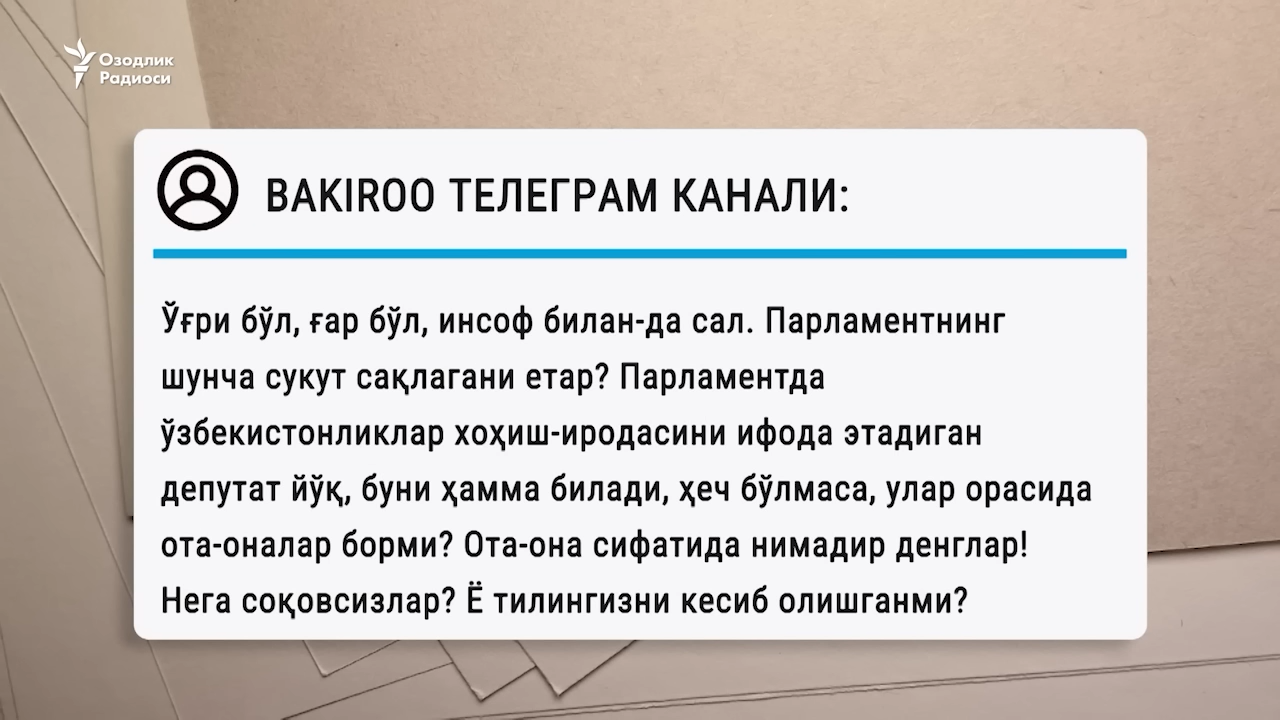 Озодлик
Радиоси
BAKIROO ТЕЛЕГРАМ КАНАЛИ:
Ўғри бўл, ғар бўл, инсоф билан-да сал. Парламентнинг
шунча сукут сақлагани етар? Парламентда
ўзбекистонликлар хоҳиш-иродасини ифода этадиган
депутат йўқ, буни ҳамма билади, ҳеч бўлмаса, улар орасида
ота-оналар борми? Ота-она сифатида нимадир денглар!
Нега соқовсизлар? Ё тилингизни кесиб олишганми?